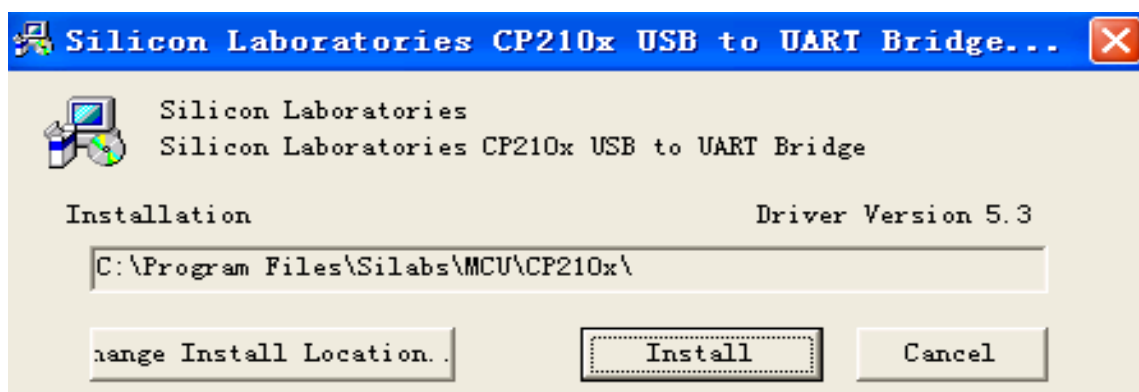 Silicon Laboratories CP210x USB to UART Bridge...
Silicon Laboratories
Silicon Laboratories CP210x USB to UART Bridge
Installation Driver Version 5.3
C:\Program Files\Silabs\MCU\CP210x\
hange Install Location.. Install Cancel